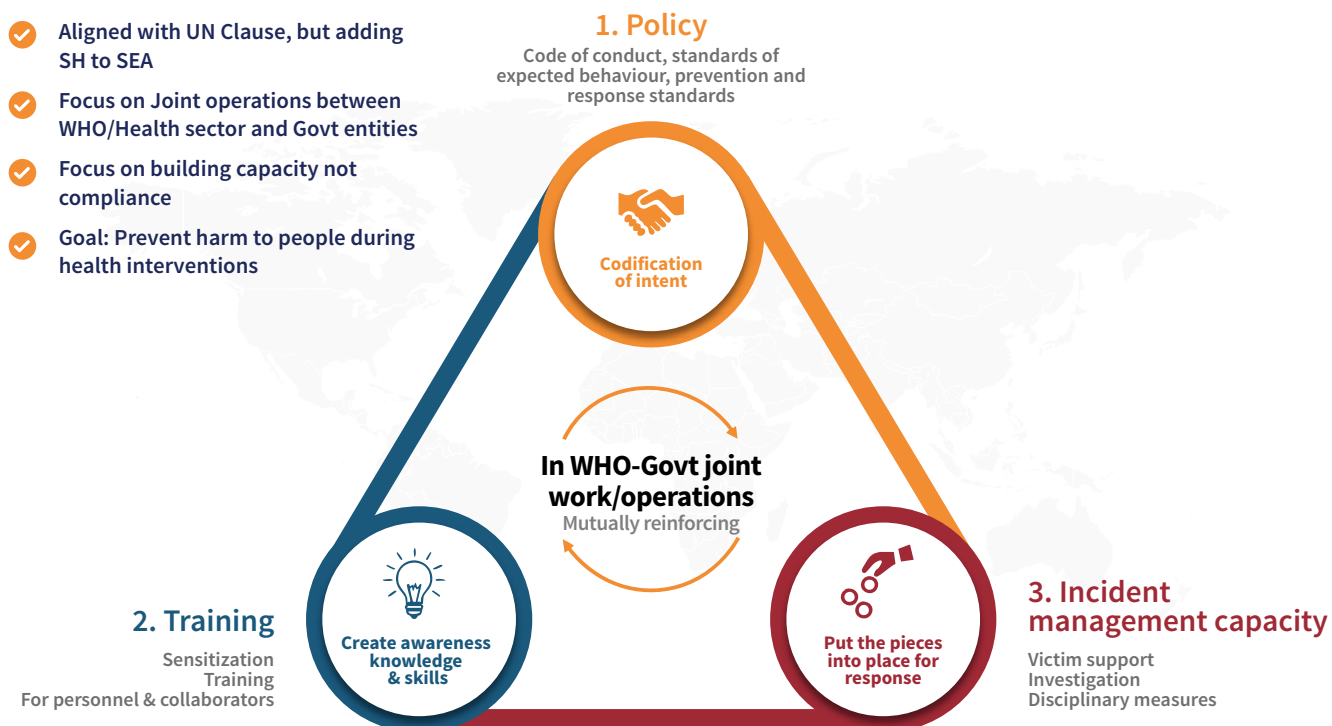 Aligned with UN Clause, but adding
SH to SEA
Focus on Joint operations between
WHO/Health sector and Govt entities
Focus on building capacity not
compliance
Goal: Prevent harm to people during
health interventions
1. Policy
Code of conduct, standards of
expected behaviour, prevention and
response standards
Codification
of intent
In WHO-Govt joint
work/operations
Mutually reinforcing
2. Training
Sensitization
Training
For personnel & collaborators
Create awareness
knowledge
& skills
Put the pieces
into place for
response
3. Incident
management capacity
Victim support
Investigation
Disciplinary measures